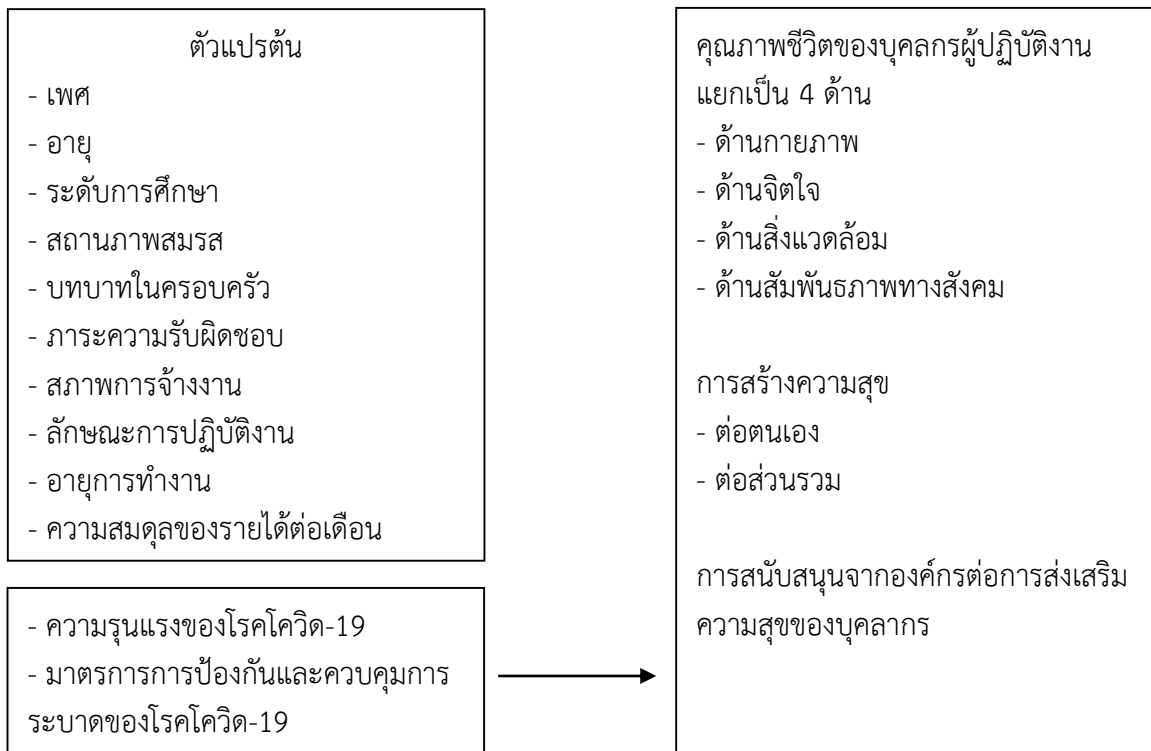 ตัวแปรต้น
- เพศ
- อายุ
- ระดับการศึกษา
- สถานภาพสมรส
- บทบาทในครอบครัว
- ภาระความรับผิดชอบ
- สภาพการจ้างงาน
- ลักษณะการปฏิบัติงาน
- อายุการทำงาน
- ความสมดุลของรายได้ต่อเดือน
- ความรุนแรงของโรคโควิด-19
- มาตรการการป้องกันและควบคุมการ
ระบาดของโรคโควิด-19
คุณภาพชีวิตของบุคลกรผู้ปฏิบัติงาน
แยกเป็น 4 ด้าน
- ด้านกายภาพ
- ด้านจิตใจ
- ด้านสิ่งแวดล้อม
- ด้านสัมพันธภาพทางสังคม
การสร้างความสุข
- ต่อตนเอง
- ต่อส่วนรวม
การสนับสนุนจากองค์กรต่อการส่งเสริม
ความสุขของบุคลากร